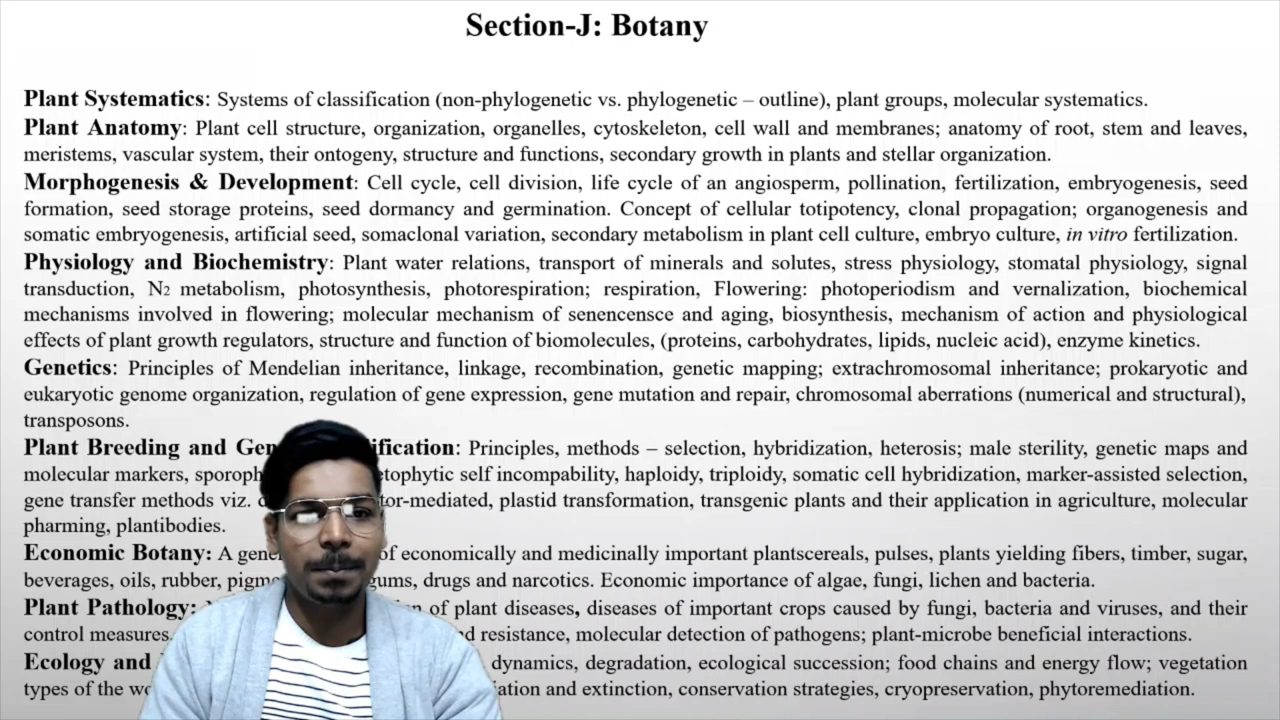 Section-J: Botany
Plant Systematics: Systems of classification (non-phylogenetic vs. phylogenetic – outline), plant groups, molecular systematics.
Plant Anatomy: Plant cell structure, organization, organelles, cytoskeleton, cell wall and membranes; anatomy of root, stem and leaves,
meristems, vascular system, their ontogeny, structure and functions, secondary growth in plants and stellar organization.
Morphogenesis & Development: Cell cycle, cell division, life cycle of an angiosperm, pollination, fertilization, embryogenesis, seed
formation, seed storage proteins, seed dormancy and germination. Concept of cellular totipotency, clonal propagation; organogenesis and
somatic embryogenesis, artificial seed, somaclonal variation, secondary metabolism in plant cell culture, embryo culture, in vitro fertilization.
Physiology and Biochemistry: Plant water relations, transport of minerals and solutes, stress physiology, stomatal physiology, signal
transduction, N2 metabolism, photosynthesis, photorespiration; respiration, Flowering: photoperiodism and vernalization, biochemical
mechanisms involved in flowering; molecular mechanism of senencensce and aging, biosynthesis, mechanism of action and physiological
effects of plant growth regulators, structure and function of biomolecules, (proteins, carbohydrates, lipids, nucleic acid), enzyme kinetics.
Genetics: Principles of Mendelian inheritance, linkage, recombination, genetic mapping; extrachromosomal inheritance; prokaryotic and
eukaryotic genome organization, regulation of gene expression, gene mutation and repair, chromosomal aberrations (numerical and structural),
transposons.
Plant Breeding and : Principles, methods – selection, hybridization, heterosis; male sterility, genetic maps and
molecular markers, self incompability, haploidy, triploidy, somatic cell hybridization, marker-assisted selection,
gene transfer methods viz. plastid transformation, transgenic plants and their application in agriculture, molecular
pharming, plantibodies.
Economic Botany: A of economically and medicinally important plantscereals, pulses, plants yielding fibers, timber, sugar,
beverages, oils, rubber, gums, drugs and narcotics. Economic importance of algae, fungi, lichen and bacteria.
Plant Pathology: of plant diseases, diseases of important crops caused by fungi, bacteria and viruses, and their
control measures. resistance, molecular detection of pathogens; plant-microbe beneficial interactions.
Ecology and dynamics, degradation, ecological succession; food chains and energy flow; vegetation
types of the and extinction, conservation strategies, cryopreservation, phytoremediation.